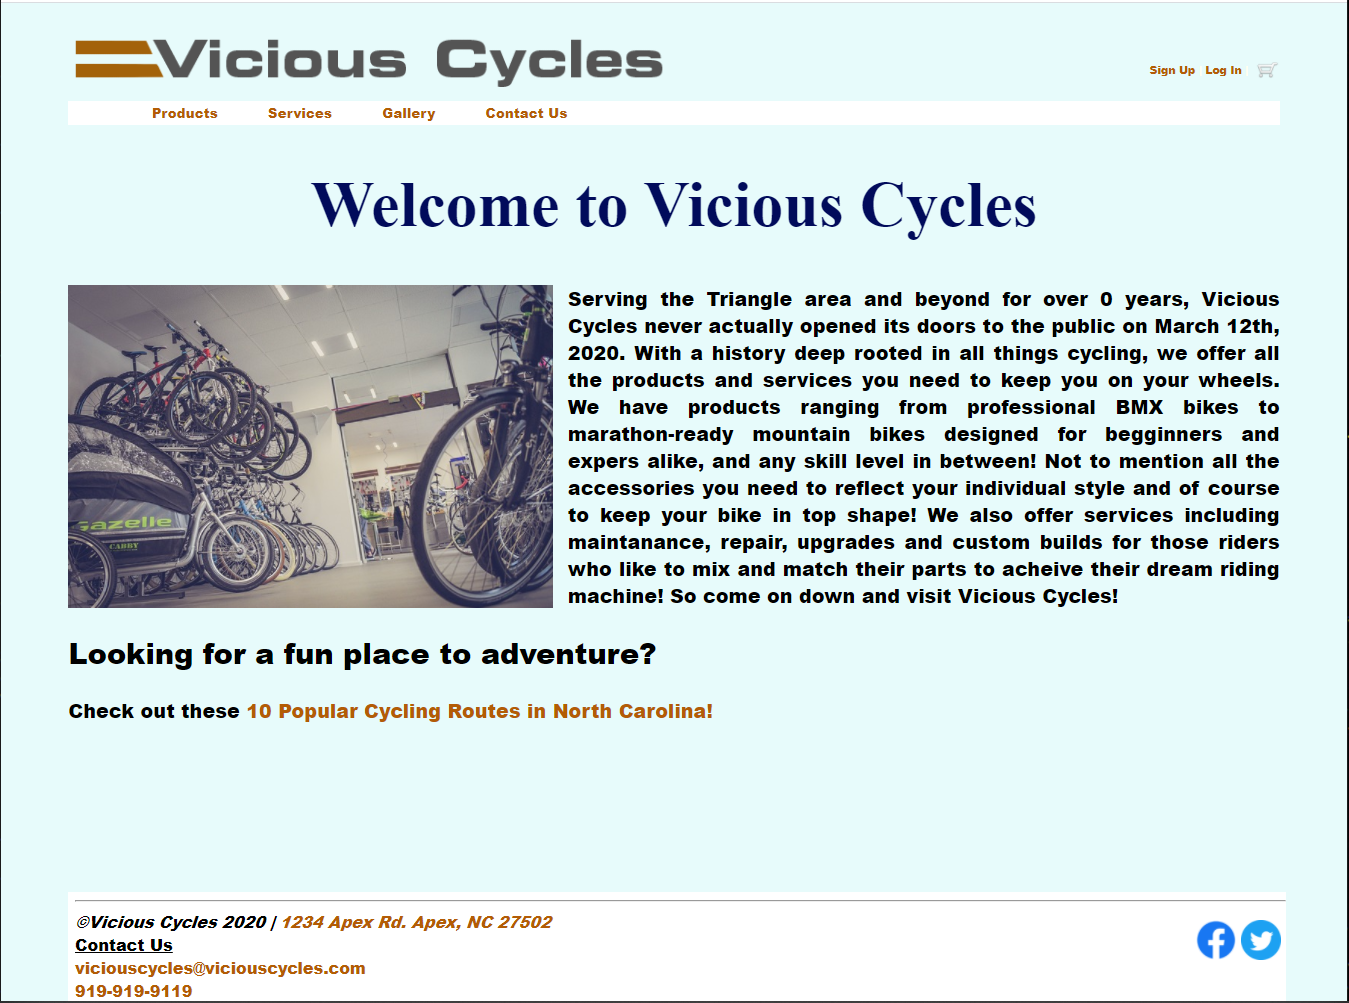 Vicious Cycles
Sign Up Log In
Products Services Gallery Contact Us
Welcome to Vicious Cycles
Serving the Triangle area and beyond for over 0 years, Vicious
Cycles never actually opened its doors to the public on March 12th,
2020. With a history deep rooted in all things cycling, we offer all
the products and services you need to keep you on your wheels.
We have products ranging from professional BMX bikes to
marathon-ready mountain bikes designed for begginners and
expers alike, and any skill level in between! Not to mention all the
accessories you need to reflect your individual style and of course
to keep your bike in top shape! We also offer services including
maintanance, repair, upgrades and custom builds for those riders
who like to mix and match their parts to acheive their dream riding
machine! So come on down and visit Vicious Cycles!
gazelle
CABBY
Looking for a fun place to adventure?
Check out these 10 Popular Cycling Routes in North Carolina!
©Vicious Cycles 2020 | 1234 Apex Rd. Apex, NC 27502
Contact Us
viciouscycles@viciouscycles.com
919-919-9119